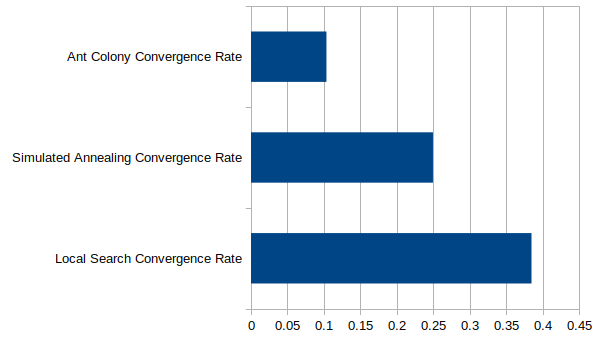 Ant Colony Convergence Rate
Simulated Annealing Convergence Rate
Local Search Convergence Rate
0 0.05 0.1 0.15 0.2 0.25 0.3 0.35 0.4 0.45